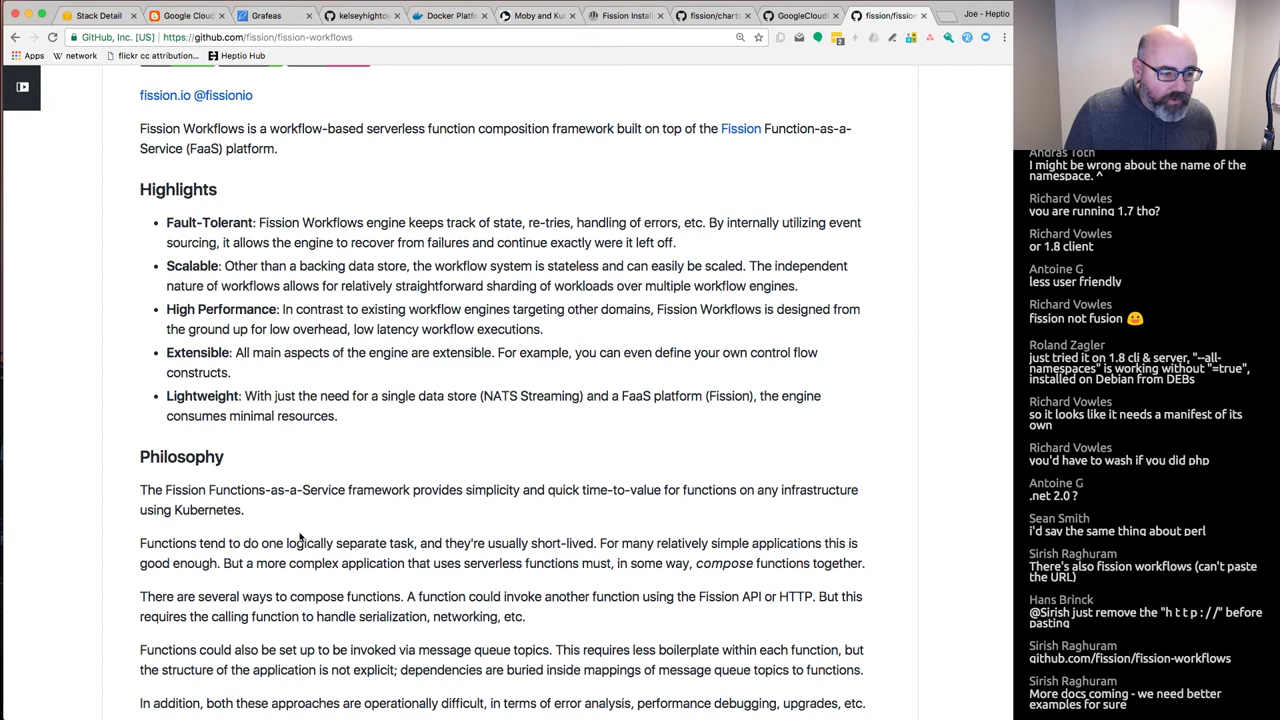 Stack Detail
Google Cloud
Grafeas
kelseyhightow
Docker Platfo
Moby and Kub
Fission Install
fission/charts
GoogleCloudP
fission/fission
Joe - Heptio
GitHub, Inc. [US] https://github.com/fission/fission-workflows
Apps network flickr cc attribution... Heptio Hub
fission.io @fissionio
Fission Workflows is a workflow-based serverless function composition framework built on top of the Fission Function-as-a-
Service (FaaS) platform.
Highlights
• Fault-Tolerant: Fission Workflows engine keeps track of state, re-tries, handling of errors, etc. By internally utilizing event
sourcing, it allows the engine to recover from failures and continue exactly were it left off.
• Scalable: Other than a backing data store, the workflow system is stateless and can easily be scaled. The independent
nature of workflows allows for relatively straightforward sharding of workloads over multiple workflow engines.
• High Performance: In contrast to existing workflow engines targeting other domains, Fission Workflows is designed from
the ground up for low overhead, low latency workflow executions.
• Extensible: All main aspects of the engine are extensible. For example, you can even define your own control flow
constructs.
• Lightweight: With just the need for a single data store (NATS Streaming) and a FaaS platform (Fission), the engine
consumes minimal resources.
Philosophy
The Fission Functions-as-a-Service framework provides simplicity and quick time-to-value for functions on any infrastructure
using Kubernetes.
Functions tend to do one logically separate task, and they're usually short-lived. For many relatively simple applications this is
good enough. But a more complex application that uses serverless functions must, in some way, compose functions together.
There are several ways to compose functions. A function could invoke another function using the Fission API or HTTP. But this
requires the calling function to handle serialization, networking, etc.
Functions could also be set up to be invoked via message queue topics. This requires less boilerplate within each function, but
the structure of the application is not explicit; dependencies are buried inside mappings of message queue topics to functions.
In addition, both these approaches are operationally difficult, in terms of error analysis, performance debugging, upgrades, etc.
Andras Toth
I might be wrong about the name of the
namespace. ^
Richard Vowles
you are running 1.7 tho?
Richard Vowles
or 1.8 client
Antoine G
less user friendly
Richard Vowles
fission not fusion
Roland Zagler
just tried it on 1.8 cli & server, "--all-
namespaces" is working without "=true",
installed on Debian from DEBs
Richard Vowles
so it looks like it needs a manifest of its
own
Richard Vowles
you'd have to wash if you did php
Antoine G
.net 2.0 ?
Sean Smith
i'd say the same thing about perl
Sirish Raghuram
There's also fission workflows (can't paste
the URL)
Hans Brinck
@Sirish just remove the "h t t p : / /" before
pasting
Sirish Raghuram
github.com/fission/fission-workflows
Sirish Raghuram
More docs coming - we need better
examples for sure